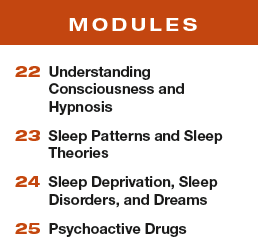 MODULES
22 Understanding
Consciousness and
Hypnosis
23 Sleep Patterns and Sleep
Theories
24 Sleep Deprivation, Sleep
Disorders, and Dreams
25 Psychoactive Drugs